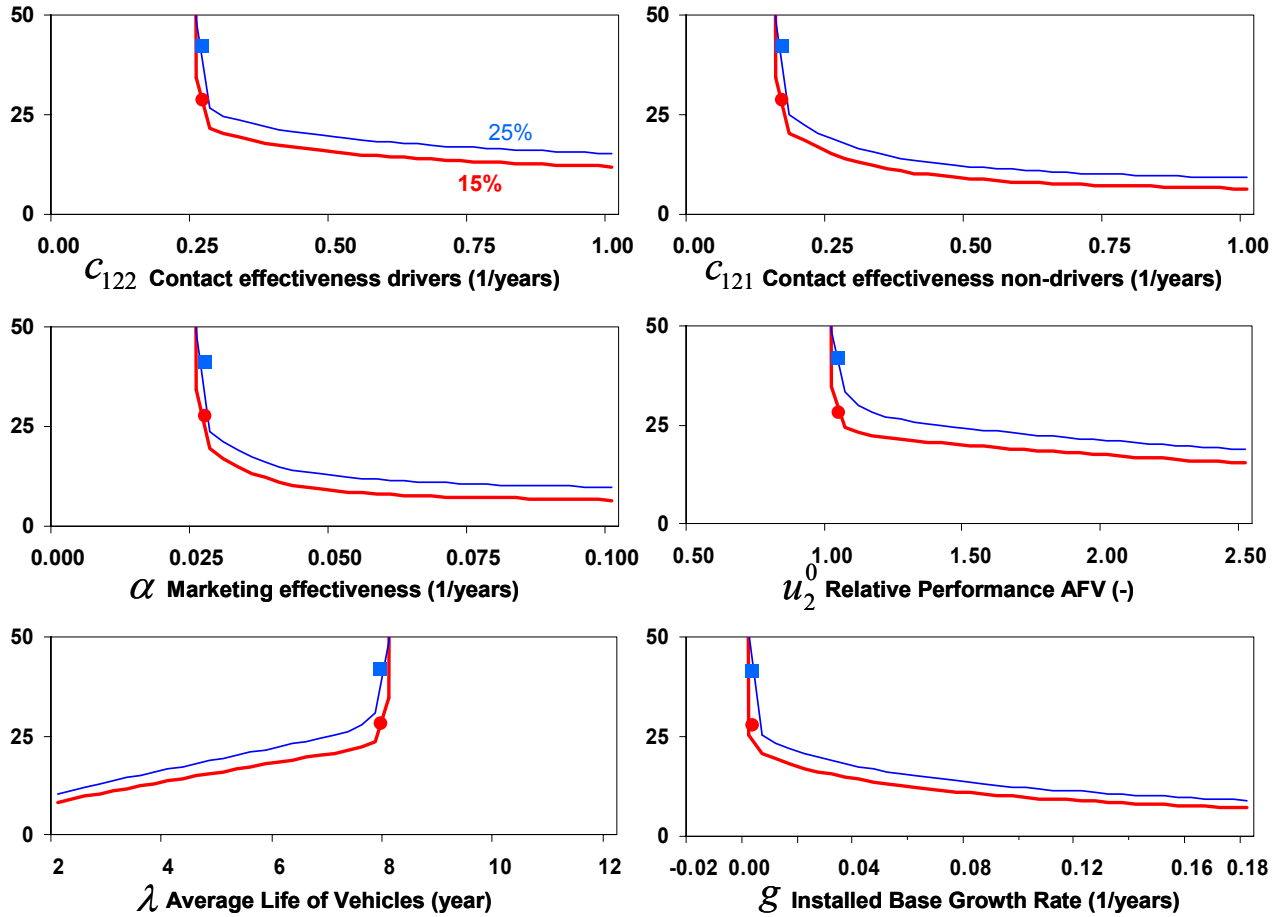 50
25
0
25%
15%
0.00 0.25 0.50 0.75 1.00
c122 Contact effectiveness drivers (1/years)
50
25
0
0.00 0.25 0.50 0.75 1.00
c121 Contact effectiveness non-drivers (1/years)
50
25
0
0.000 0.025 0.050 0.075 0.100
α Marketing effectiveness (1/years)
50
25
0
0.50 1.00 1.50 2.00 2.50
u₂⁰ Relative Performance AFV (-)
50
25
0
2 4 6 8 10 12
λ Average Life of Vehicles (year)
50
25
0
-0.02 0.00 0.04 0.08 0.12 0.16 0.18
g Installed Base Growth Rate (1/years)